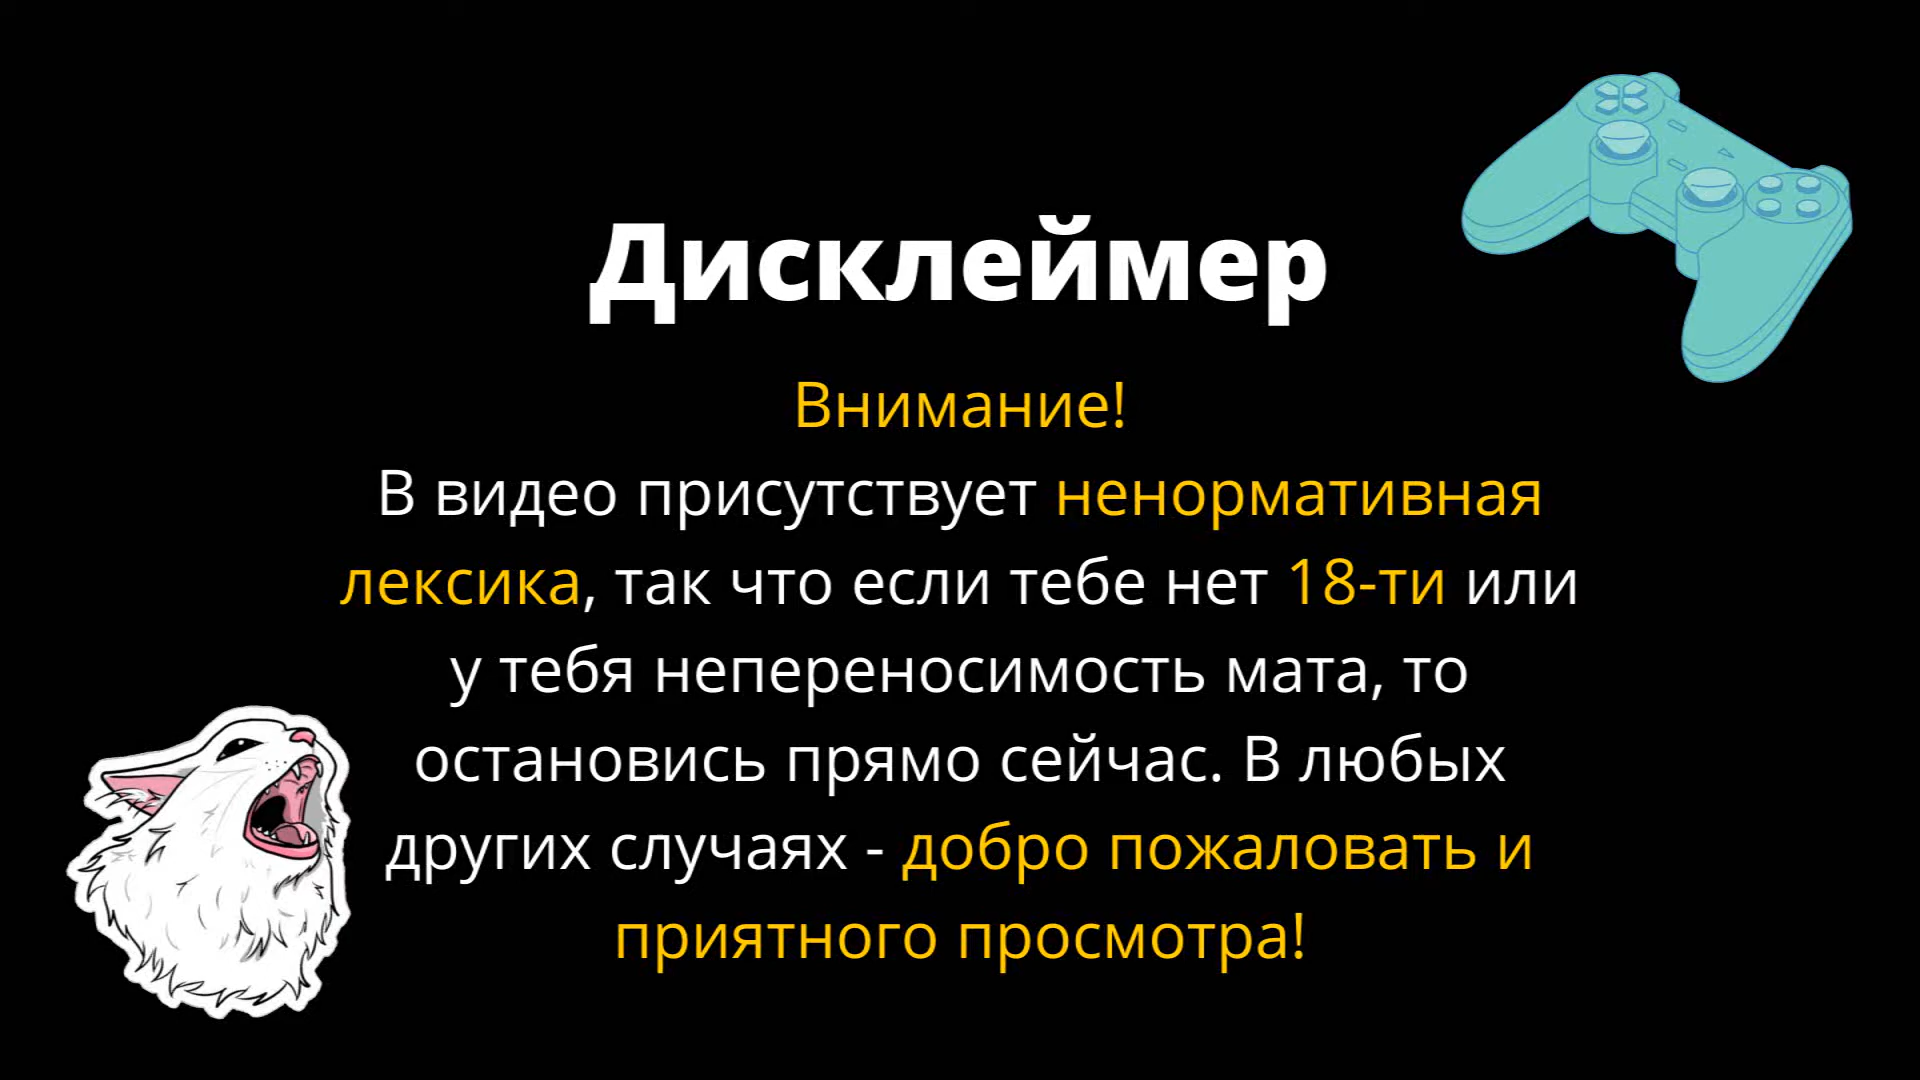 Дисклеймер
Внимание!
В видео присутствует ненормативная
лексика, так что если тебе нет 18-ти или
у тебя непереносимость мата, то
остановись прямо сейчас. В любых
других случаях - добро пожаловать и
приятного просмотра!